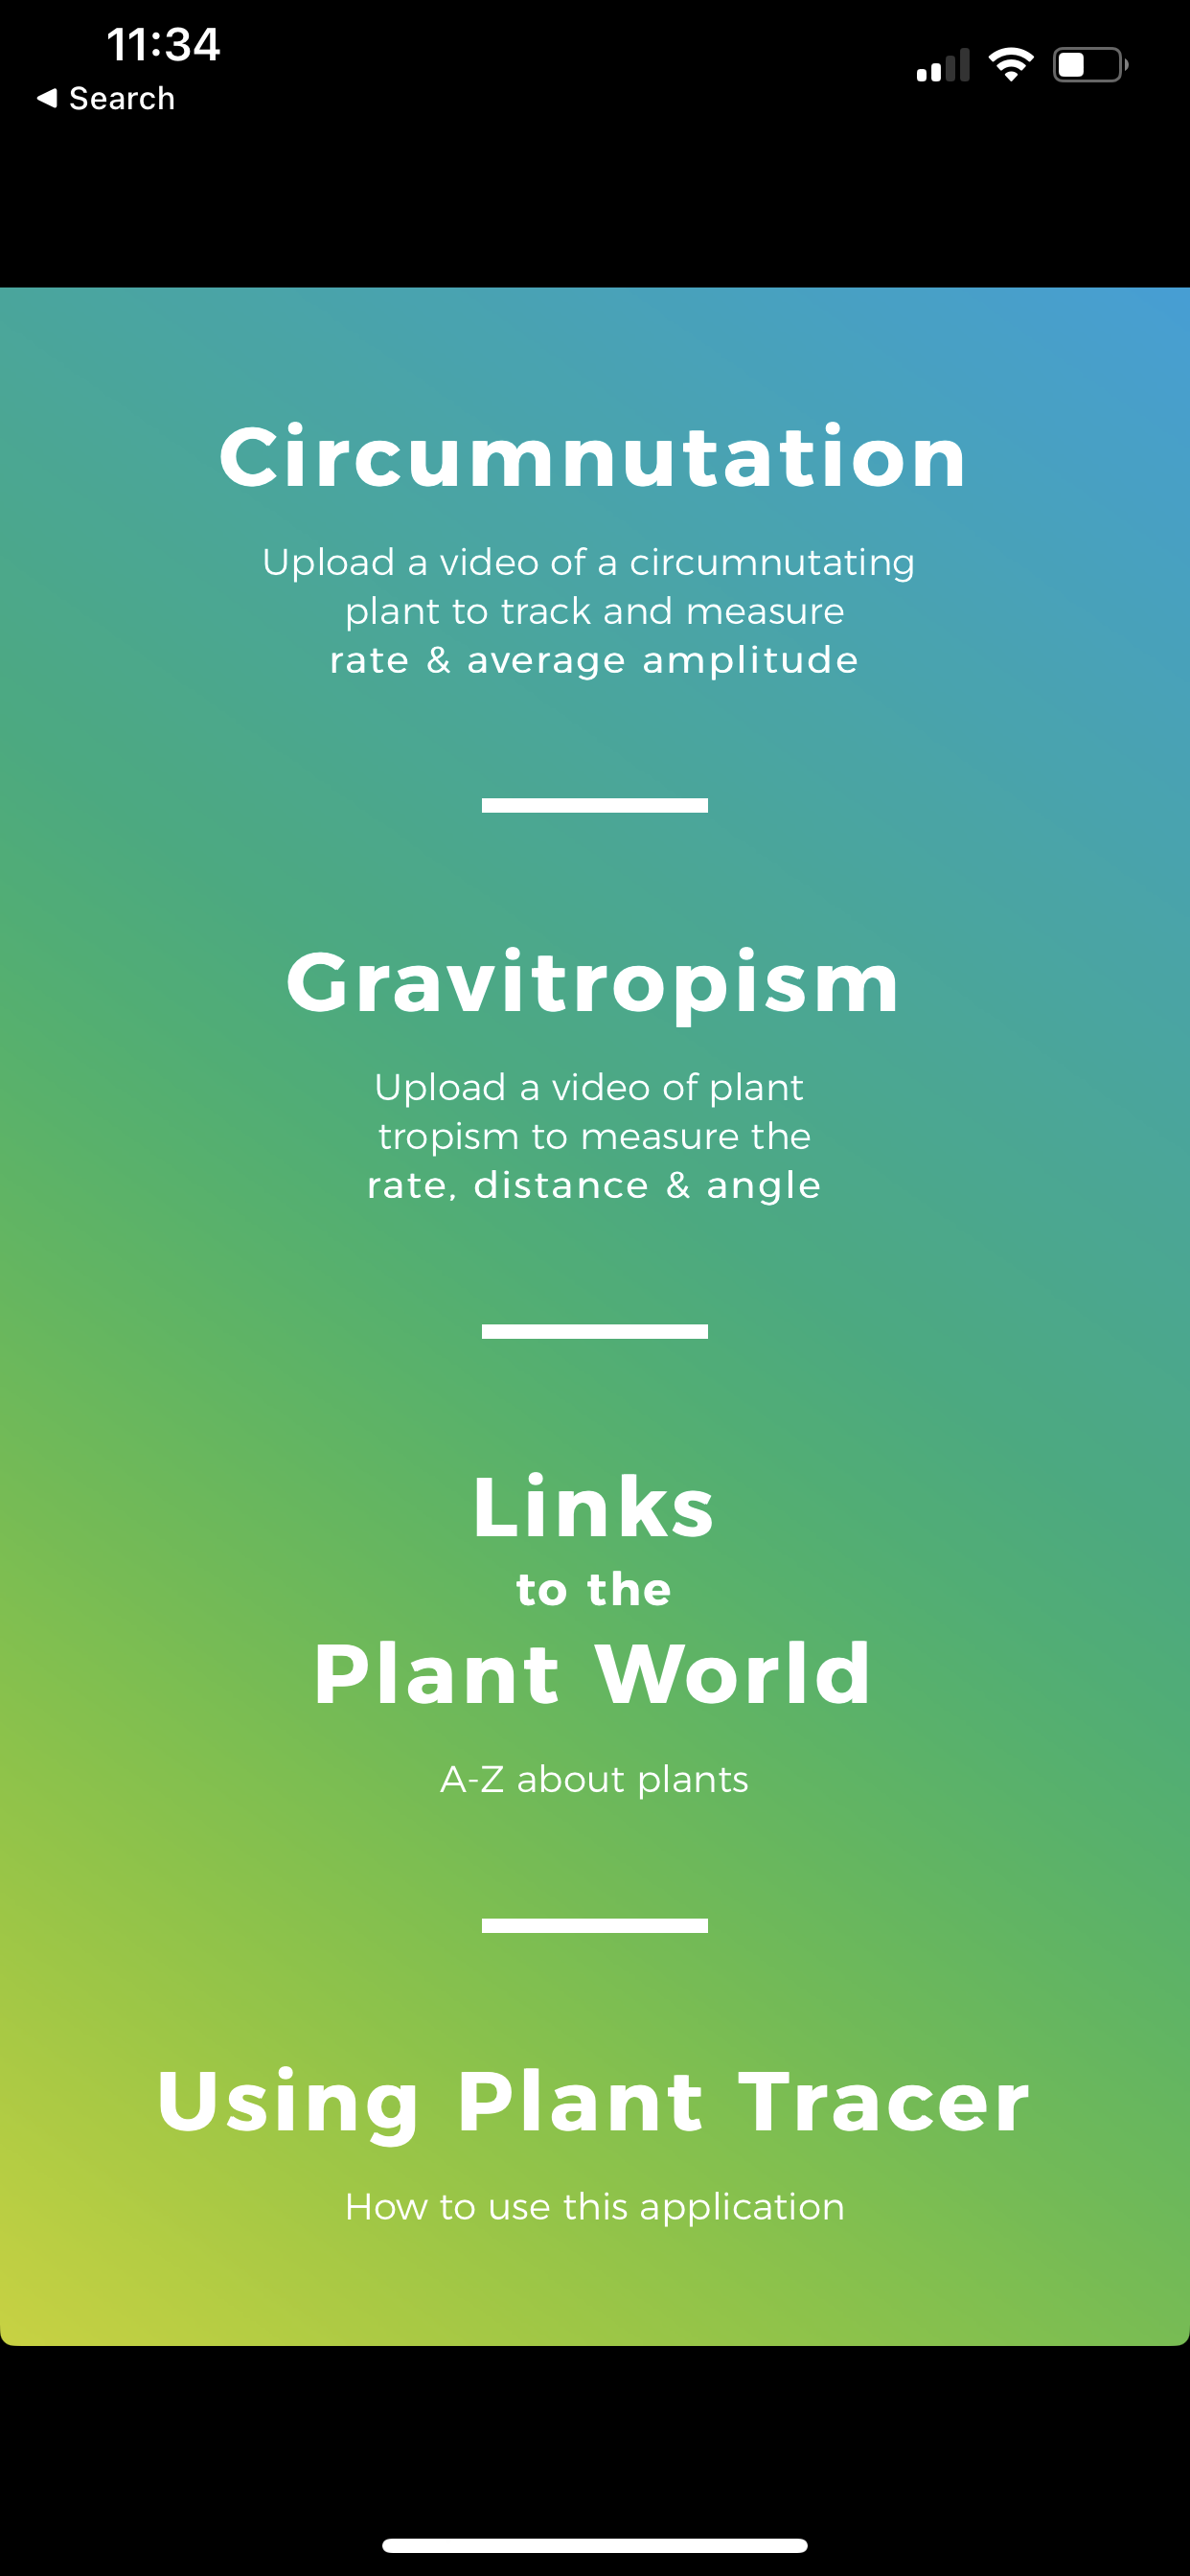 11:34
◀ Search
Circumnutation
Upload a video of a circumnutating
plant to track and measure
rate & average amplitude
Gravitropism
Upload a video of plant
tropism to measure the
rate, distance & angle
Links
to the
Plant World
A-Z about plants
Using Plant Tracer
How to use this application